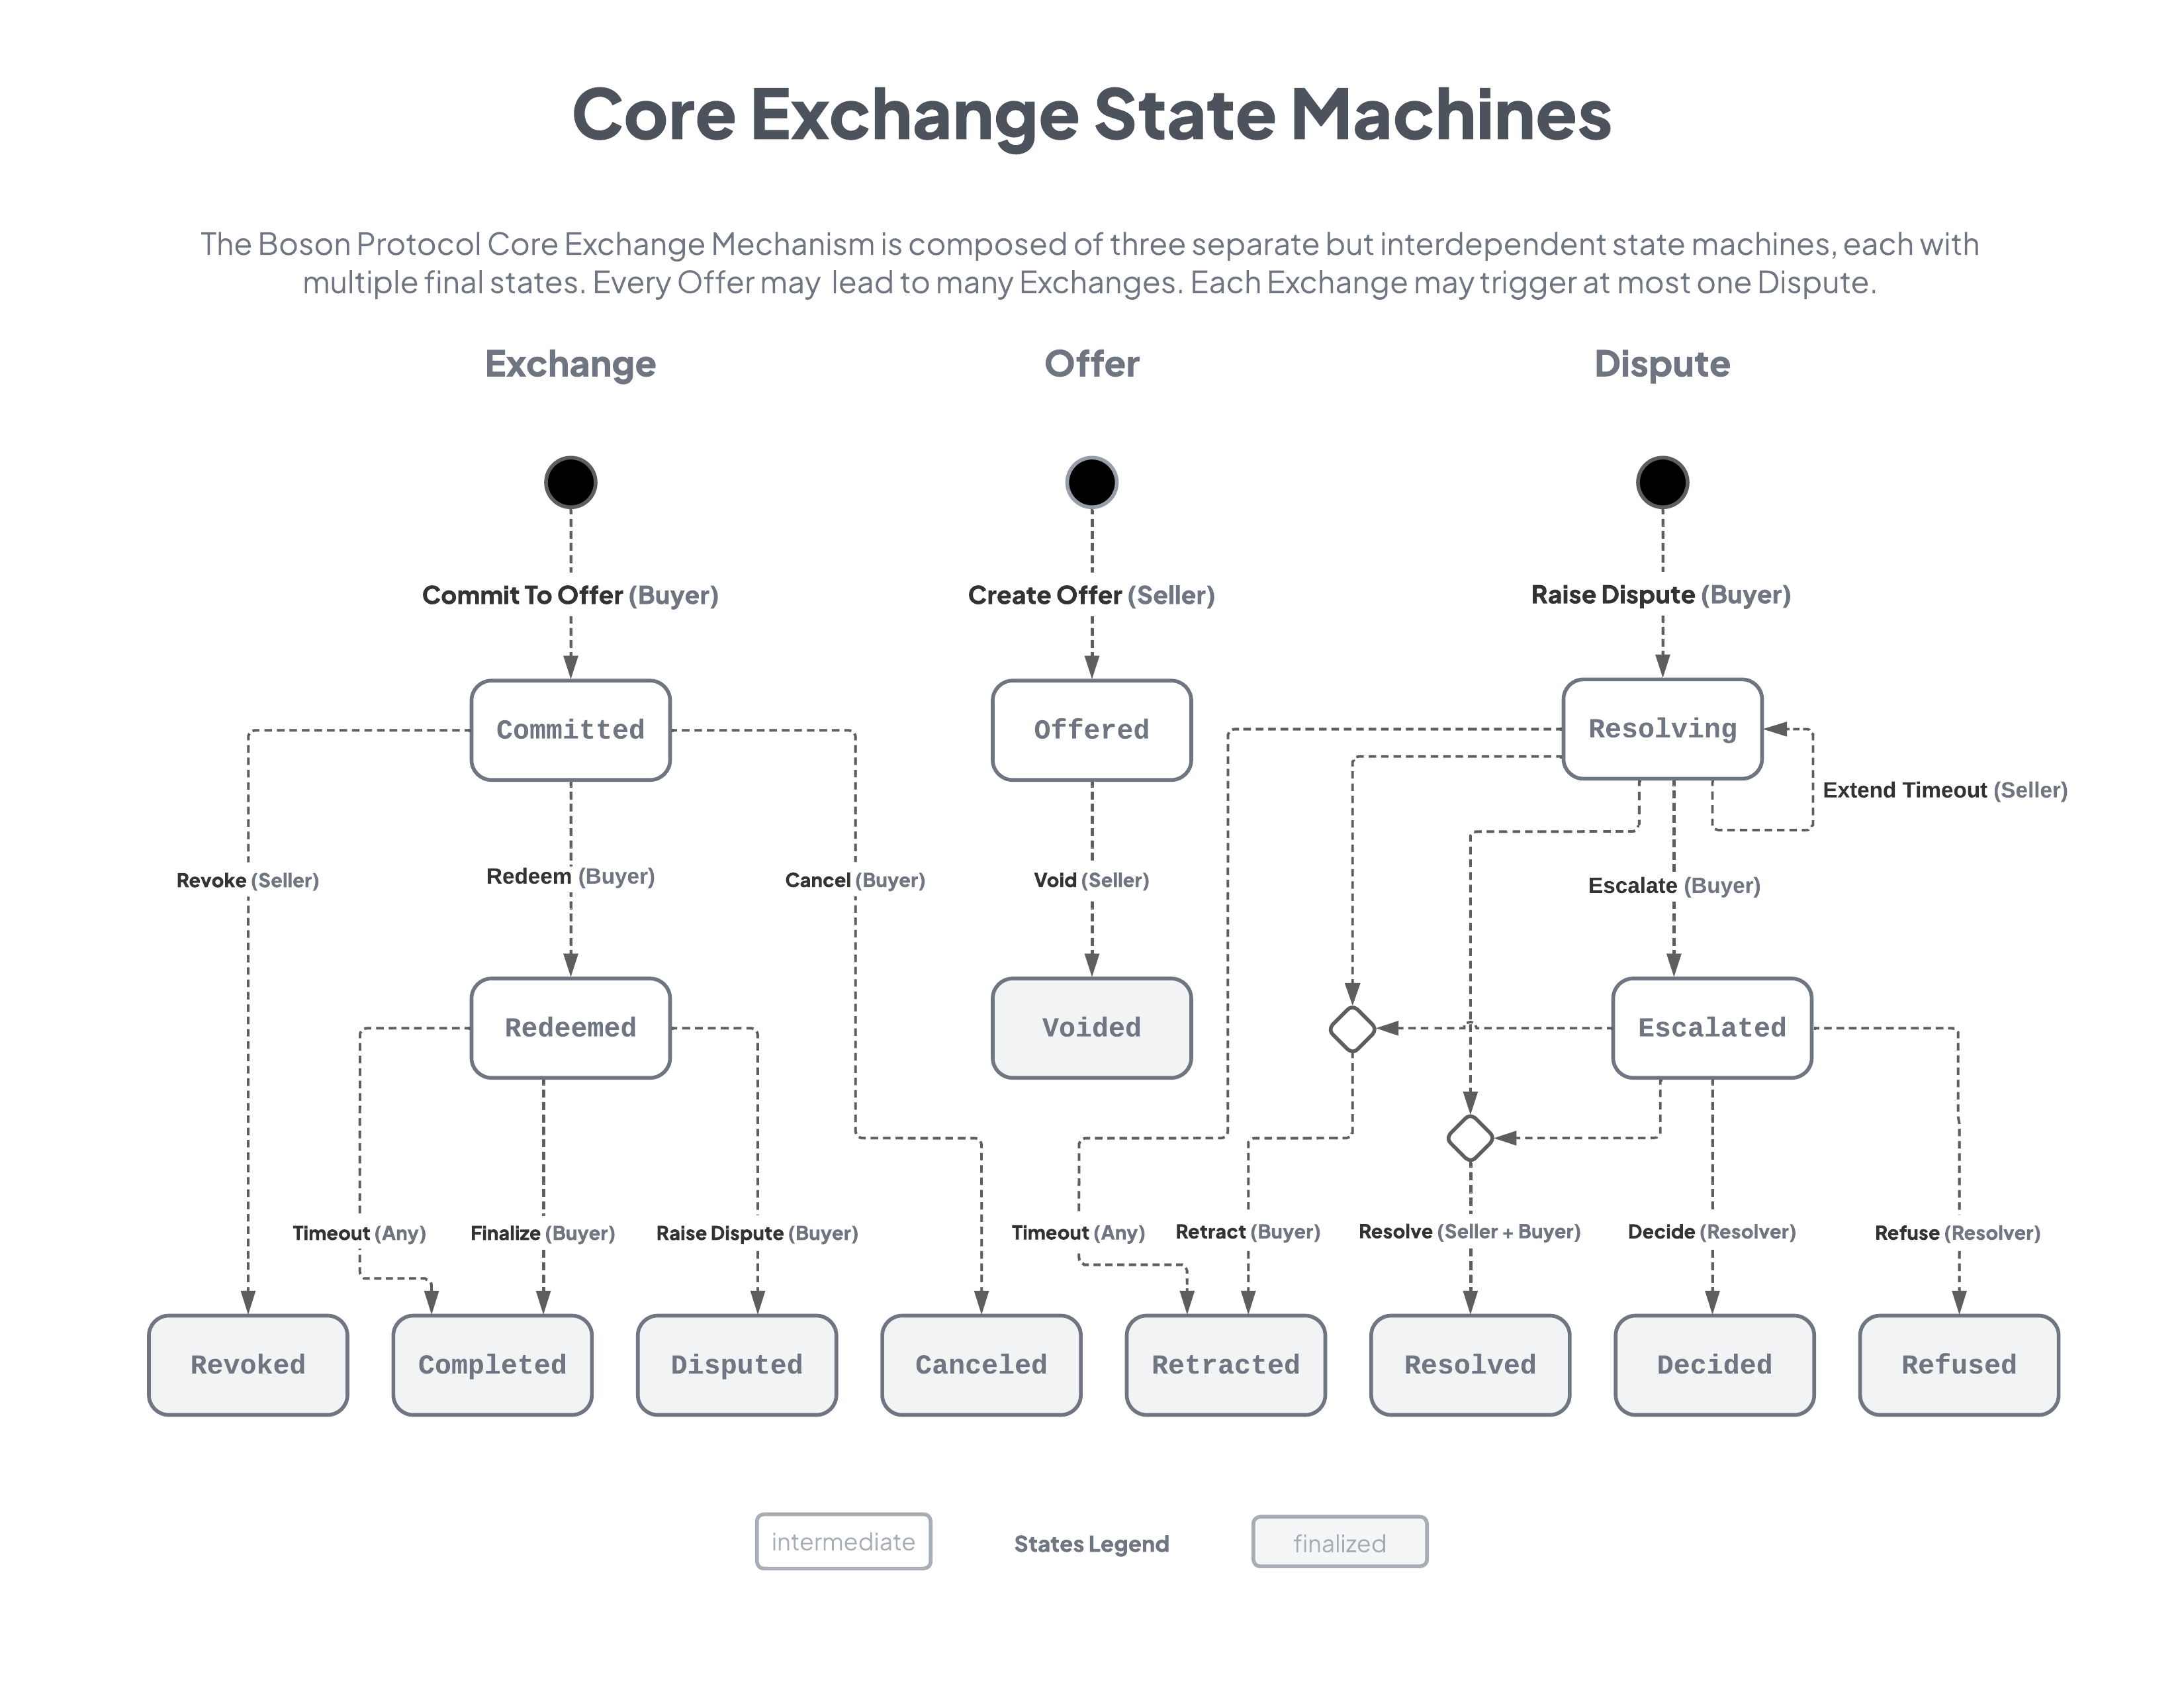 Core Exchange State Machines
The Boson Protocol Core Exchange Mechanism is composed of three separate but interdependent state machines, each with
multiple final states. Every Offer may lead to many Exchanges. Each Exchange may trigger at most one Dispute.
Exchange
Offer
Dispute
Commit To Offer (Buyer)
Create Offer (Seller)
Raise Dispute (Buyer)
Committed
Offered
Resolving
Extend Timeout (Seller)
Revoke (Seller)
Redeem (Buyer)
Cancel (Buyer)
Void (Seller)
Escalate (Buyer)
Redeemed
Voided
Escalated
Timeout (Any)
Finalize (Buyer)
Raise Dispute (Buyer)
Timeout (Any)
Retract (Buyer)
Resolve (Seller + Buyer)
Decide (Resolver)
Refuse (Resolver)
Revoked
Completed
Disputed
Canceled
Retracted
Resolved
Decided
Refused
intermediate
States Legend
finalized